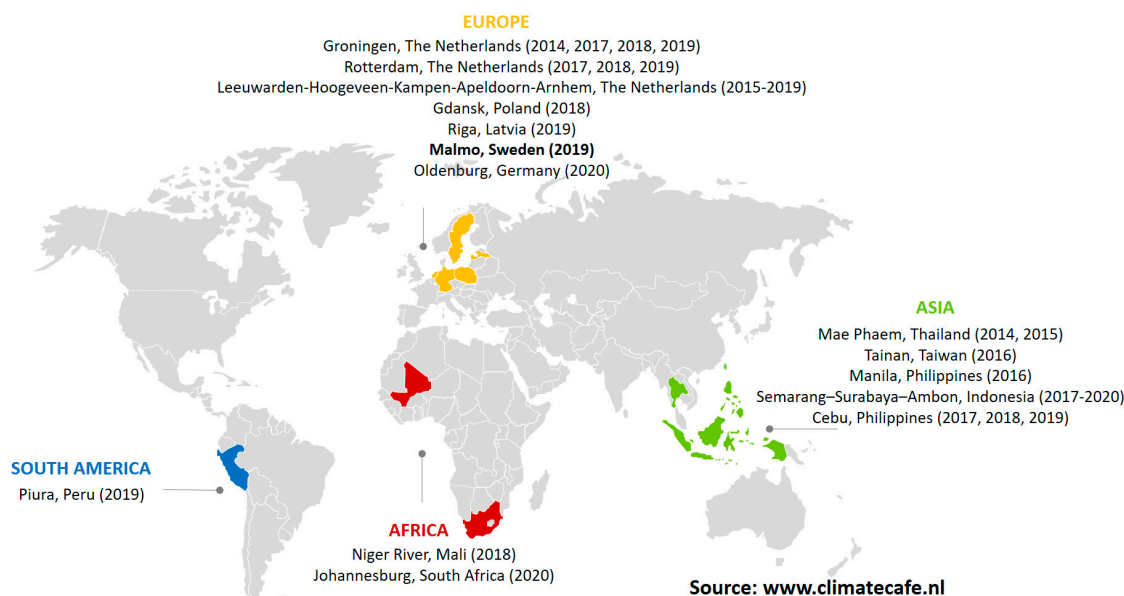 EUROPE
Groningen, The Netherlands (2014, 2017, 2018, 2019)
Rotterdam, The Netherlands (2017, 2018, 2019)
Leeuwarden-Hoogeveen-Kampen-Apeldoorn-Arnhem, The Netherlands (2015-2019)
Gdansk, Poland (2018)
Riga, Latvia (2019)
Malmo, Sweden (2019)
Oldenburg, Germany (2020)
ASIA
Mae Phaem, Thailand (2014, 2015)
Tainan, Taiwan (2016)
Manila, Philippines (2016)
Semarang–Surabaya–Ambon, Indonesia (2017-2020)
Cebu, Philippines (2017, 2018, 2019)
SOUTH AMERICA
Piura, Peru (2019)
AFRICA
Niger River, Mali (2018)
Johannesburg, South Africa (2020)
Source: www.climatecafe.nl